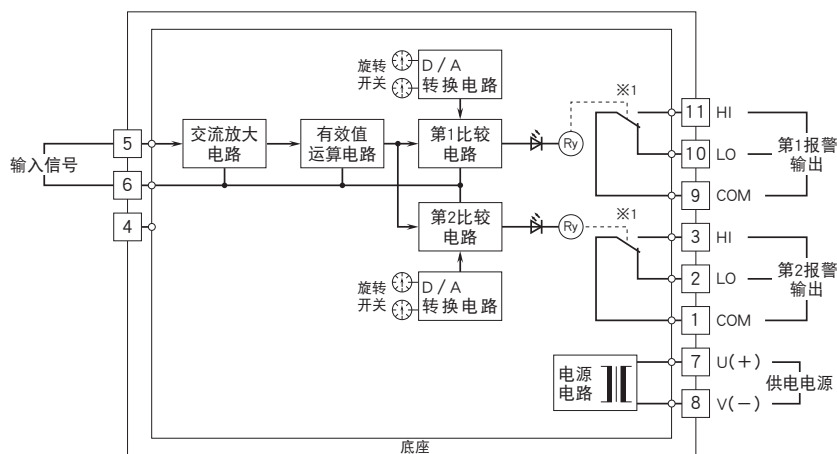 旋转
开关
D/A
转换电路
※1
11 HI
5
交流放大
电路
有效值
运算电路
第1比较
电路
Ry
10 LO
第1报警
输出
输入信号
6
9 COM
4
第2比较
电路
Ry
※1
3 HI
2 LO
第2报警
输出
旋转
开关
D/A
转换电路
1 COM
电源
电路
7 U(+)
供电电源
8 V(−)
底座